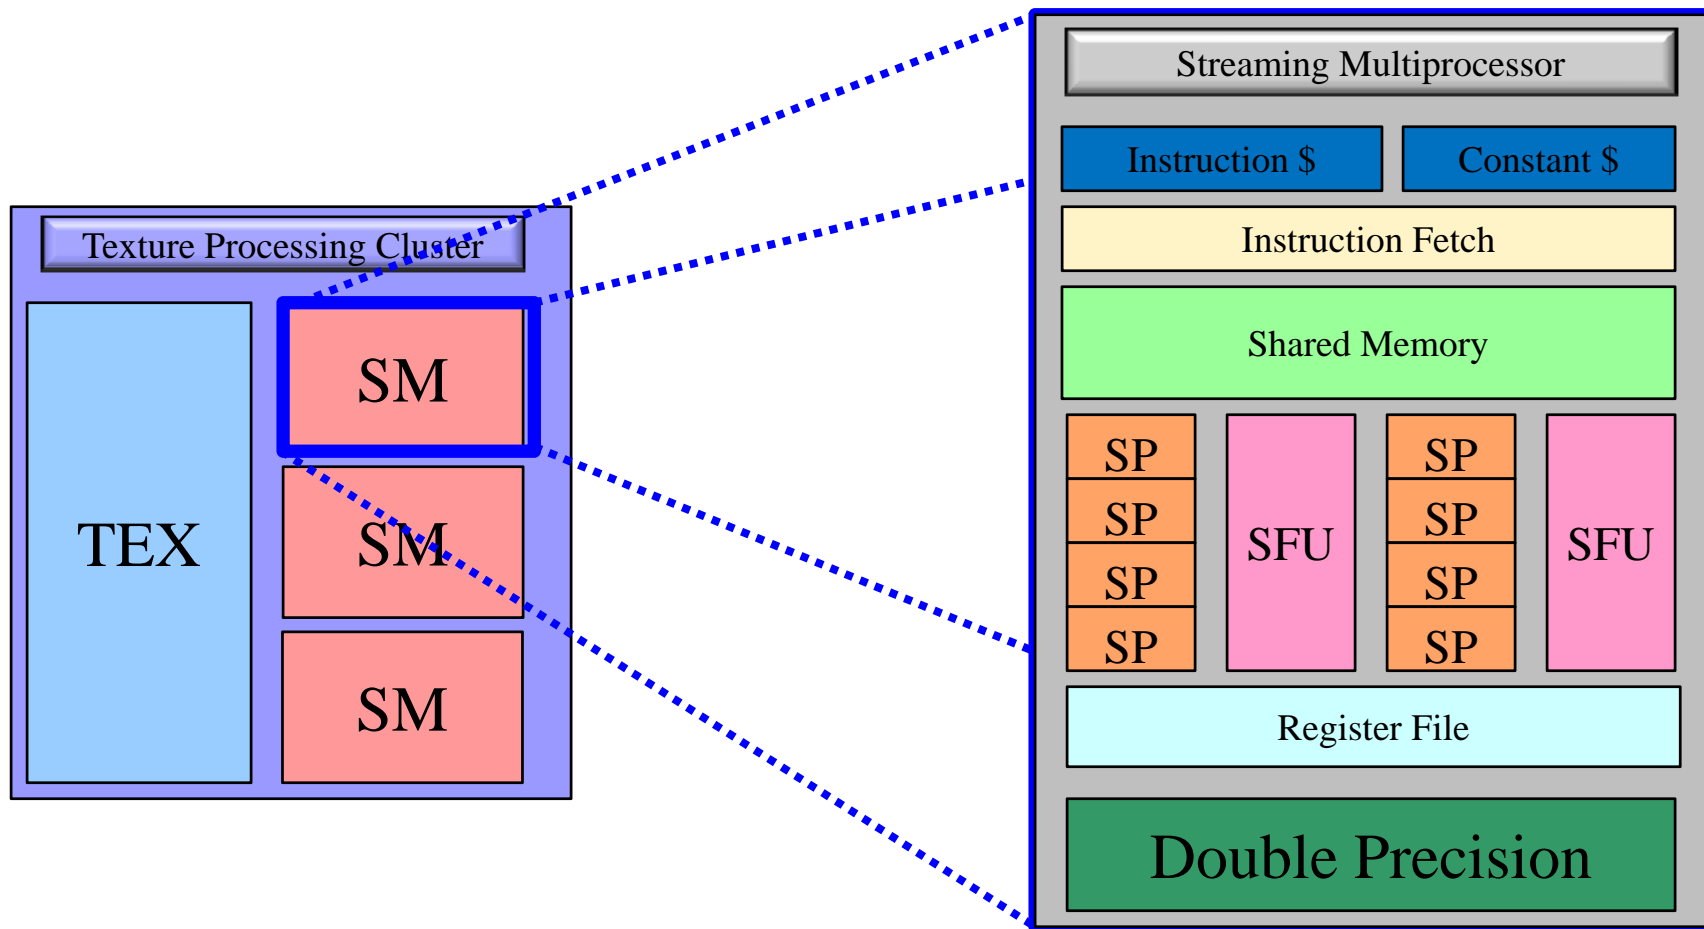 Texture Processing Cluster
TEX
SM
SM
SM
Streaming Multiprocessor
Instruction $
Constant $
Instruction Fetch
Shared Memory
SP
SP
SP
SP
SFU
SP
SP
SP
SP
SFU
Register File
Double Precision